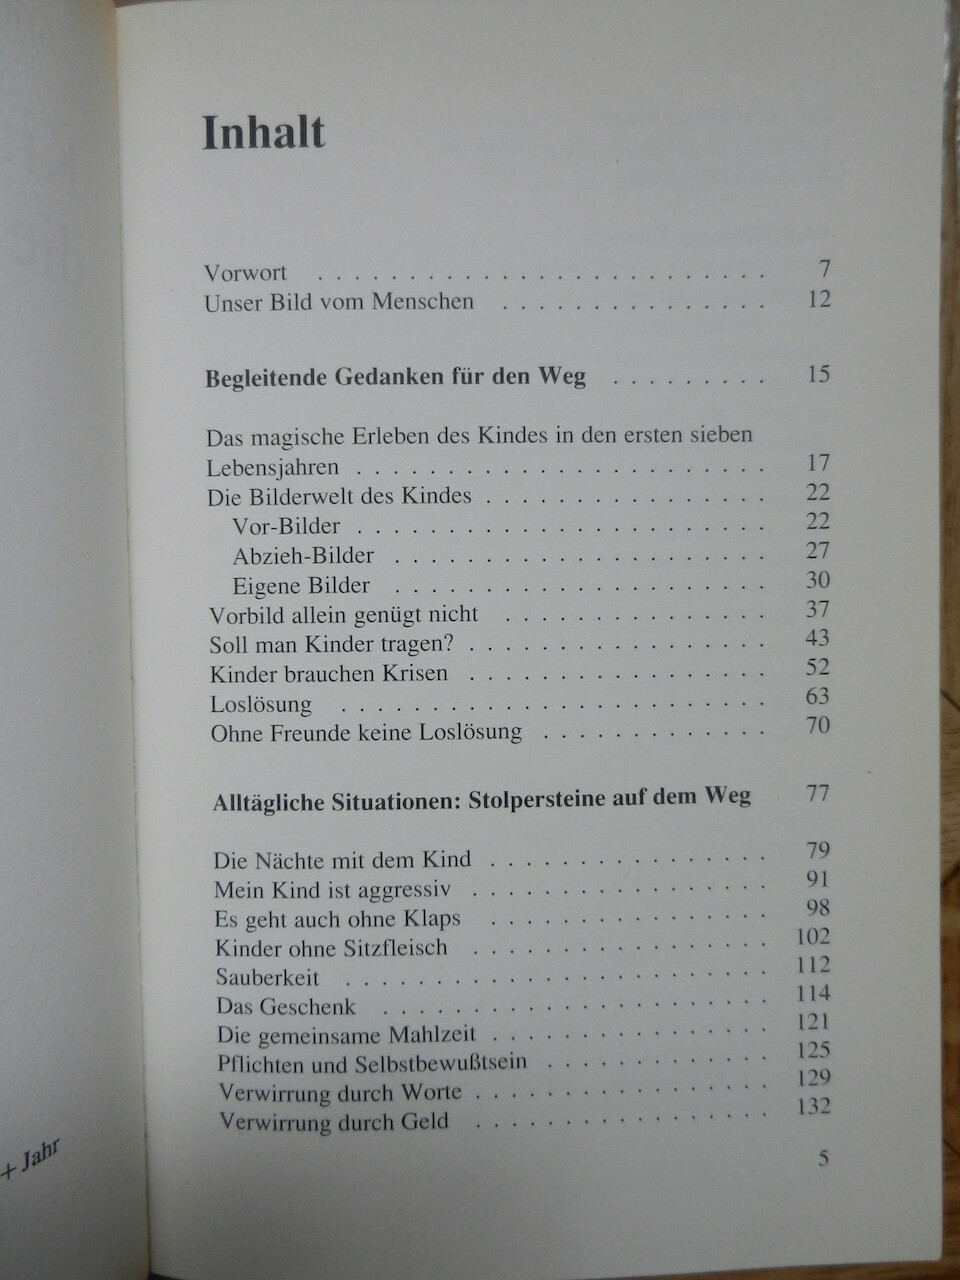 Inhalt
Vorwort . . . . . . . . . . . . . . . . . . . . 7
Unser Bild vom Menschen . . . . . . . . . . . . . . . 12
Begleitende Gedanken für den Weg . . . . . . . . . 15
Das magische Erleben des Kindes in den ersten sieben
Lebensjahren . . . . . . . . . . . . . . . . . . . . . . . 17
Die Bilderwelt des Kindes . . . . . . . . . . . . . . . . 22
Vor-Bilder . . . . . . . . . . . . . . . . . . . . . . . 22
Abzieh-Bilder . . . . . . . . . . . . . . . . . . . . . 27
Eigene Bilder . . . . . . . . . . . . . . . . . . . . . 30
Vorbild allein genügt nicht . . . . . . . . . . . . . . . 37
Soll man Kinder tragen? . . . . . . . . . . . . . . . . . 43
Kinder brauchen Krisen . . . . . . . . . . . . . . . . . 52
Loslösung . . . . . . . . . . . . . . . . . . . . . . . . 63
Ohne Freunde keine Loslösung . . . . . . . . . . . . . 70
Alltägliche Situationen: Stolpersteine auf dem Weg 77
Die Nächte mit dem Kind . . . . . . . . . . . . . . . . 79
Mein Kind ist aggressiv . . . . . . . . . . . . . . . . . 91
Es geht auch ohne Klaps . . . . . . . . . . . . . . . . 98
Kinder ohne Sitzfleisch . . . . . . . . . . . . . . . . . 102
Sauberkeit . . . . . . . . . . . . . . . . . . . . . . . . 112
Das Geschenk . . . . . . . . . . . . . . . . . . . . . . 114
Die gemeinsame Mahlzeit . . . . . . . . . . . . . . . . 121
Pflichten und Selbstbewußtsein . . . . . . . . . . . . . 125
Verwirrung durch Worte . . . . . . . . . . . . . . . . . 129
Verwirrung durch Geld . . . . . . . . . . . . . . . . . 132
5
+ Jahr